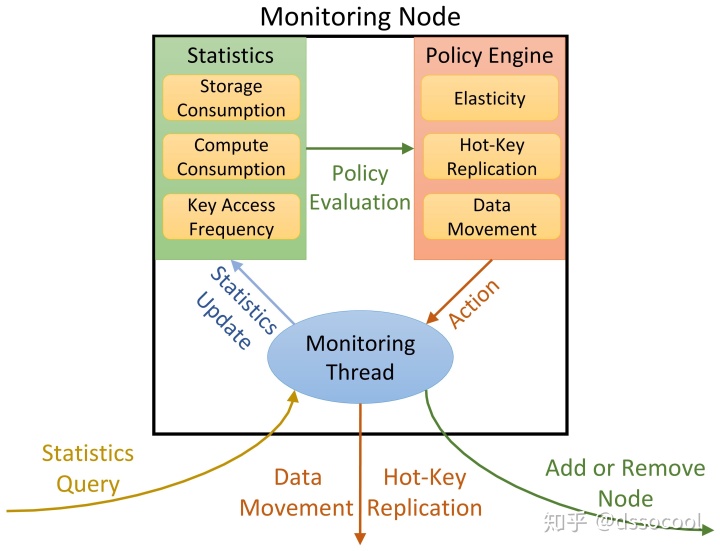 Monitoring Node
Statistics
Storage
Consumption
Compute
Consumption
Key Access
Frequency
Policy
Evaluation
Policy Engine
Elasticity
Hot-Key
Replication
Data
Movement
Statistics
Update
Action
Monitoring
Thread
Statistics
Query
Data
Movement
Hot-Key
Replication
Add or Remove
Node
知乎 @dssocool